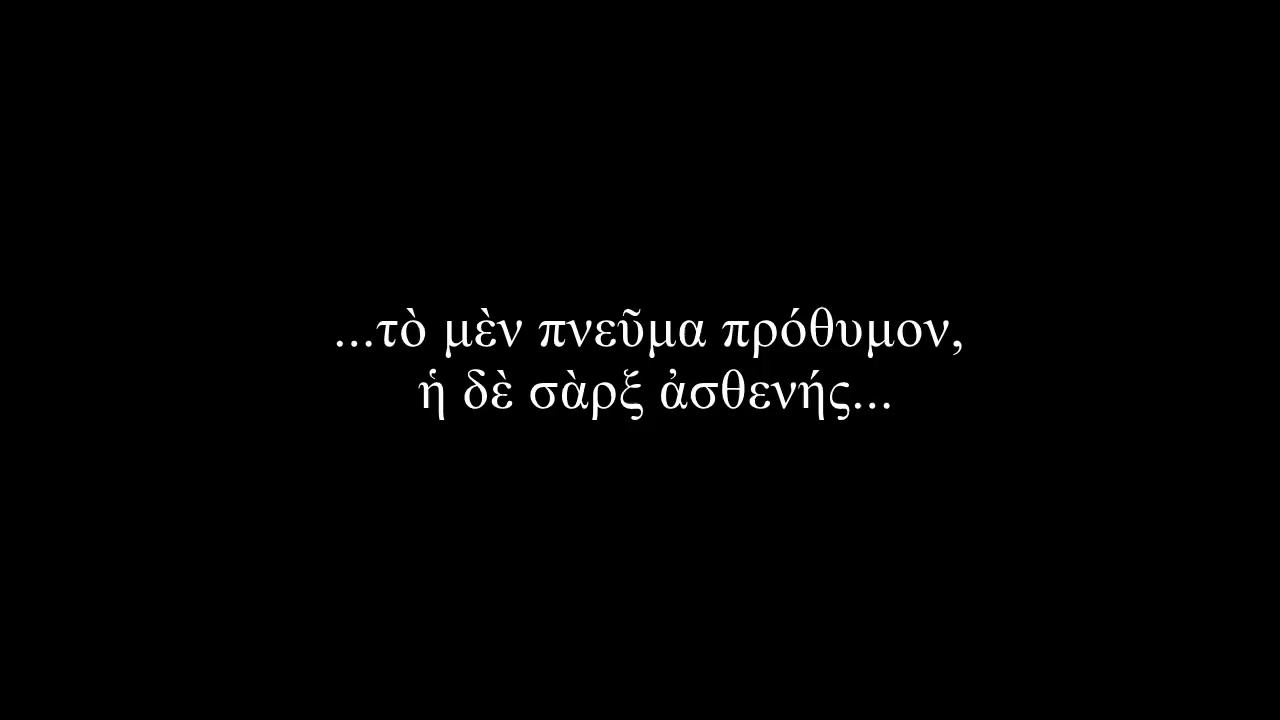 ...τὸ μὲν πνεῦμα πρόθυμον,
ἡ δὲ σὰρξ ἀσθενής...